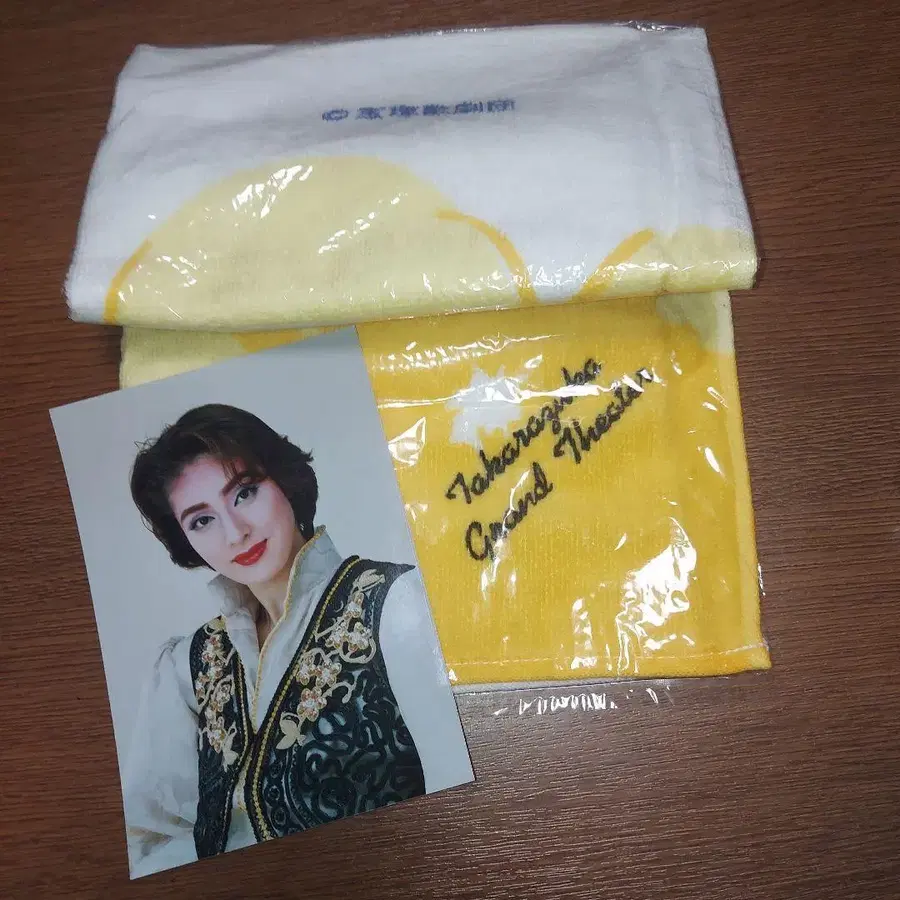 ©宝塚歌劇団
Takarazuka
Grand Theater